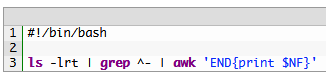 1 #!/bin/bash
2
3 ls -lrt | grep ^- | awk 'END{print $NF}'